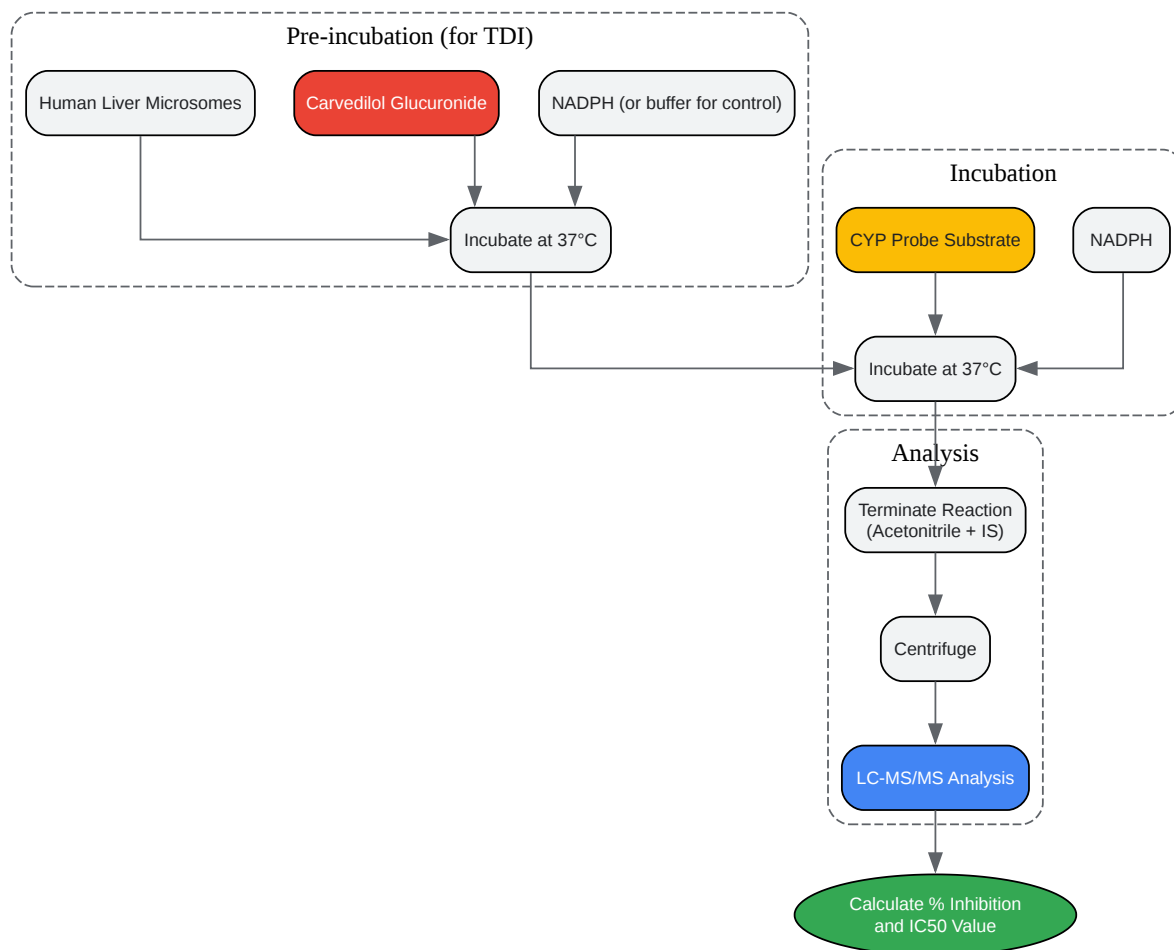 Pre-incubation (for TDI)
Human Liver Microsomes
Carvedilol Glucuronide
NADPH (or buffer for control)
Incubate at 37°C
Incubation
CYP Probe Substrate
NADPH
Incubate at 37°C
Analysis
Terminate Reaction
(Acetonitrile + IS)
Centrifuge
LC-MS/MS Analysis
Calculate % Inhibition
and IC50 Value